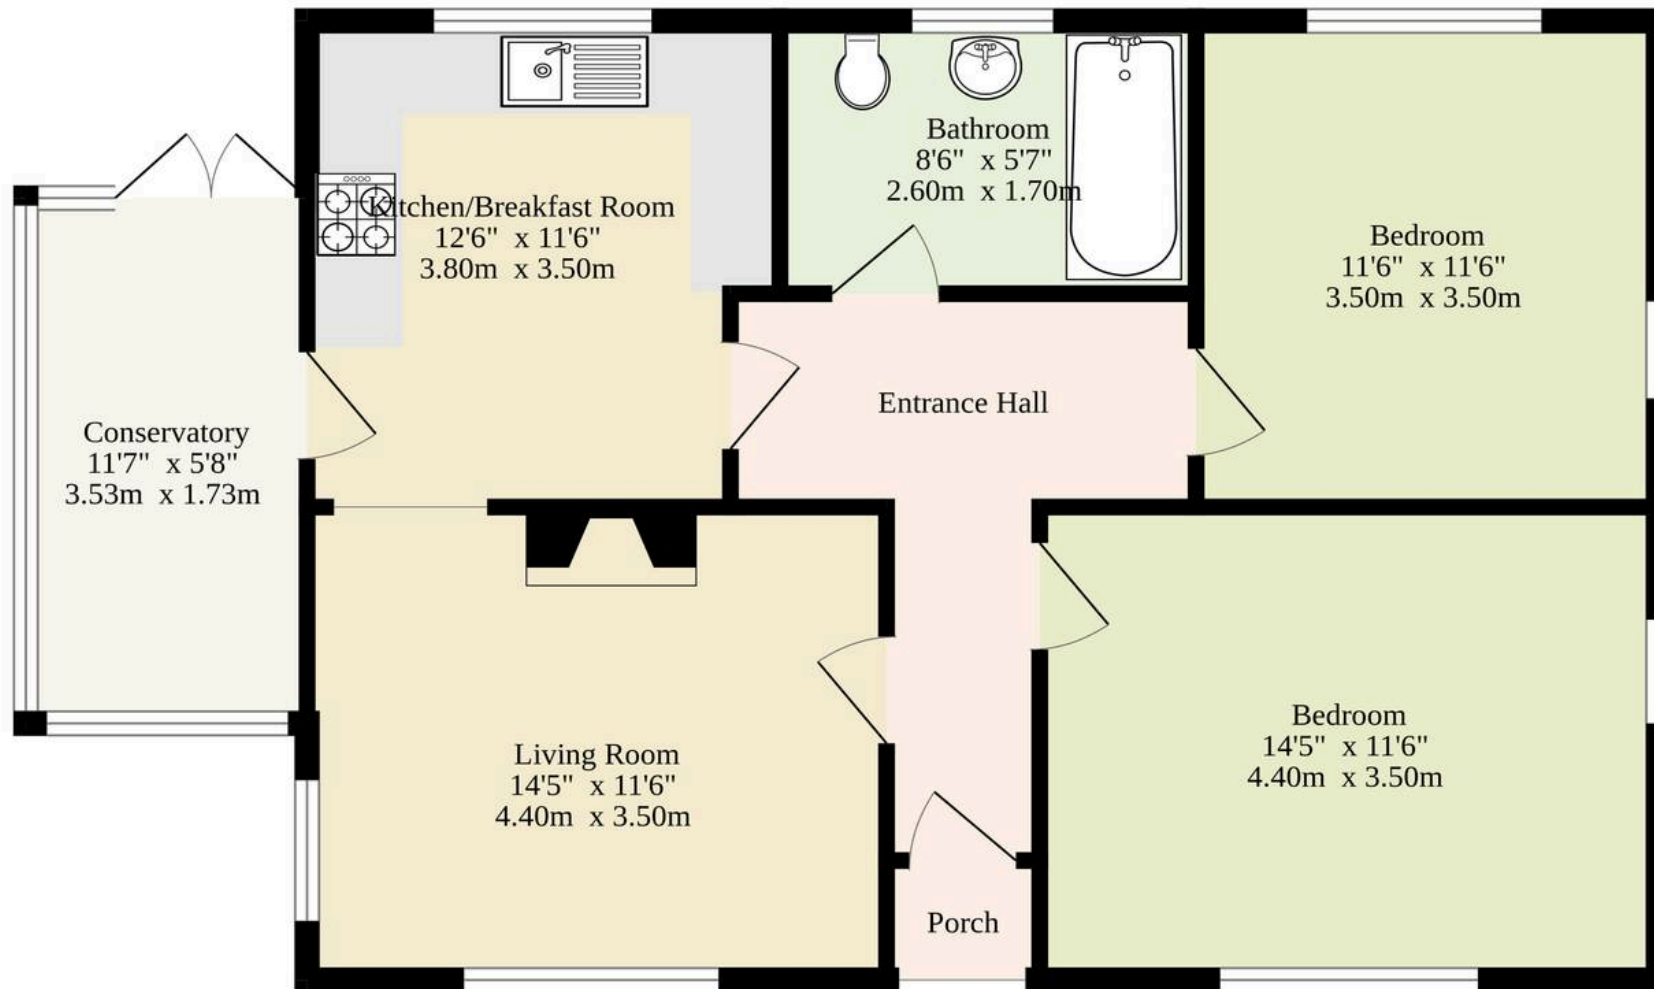 Kitchen/Breakfast Room
12'6" x 11'6"
3.80m x 3.50m
Bathroom
8'6" x 5'7"
2.60m x 1.70m
Bedroom
11'6" x 11'6"
3.50m x 3.50m
Conservatory
11'7" x 5'8"
3.53m x 1.73m
Entrance Hall
Living Room
14'5" x 11'6"
4.40m x 3.50m
Bedroom
14'5" x 11'6"
4.40m x 3.50m
Porch